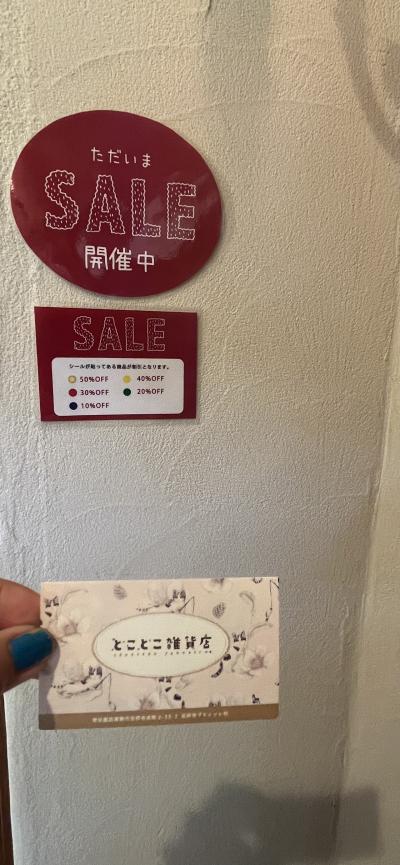 ただいま
SALE
開催中
SALE
シールが貼ってある商品が割引となります。
50%OFF 40%OFF
30%OFF 20%OFF
10%OFF
どこどこ雑貨店